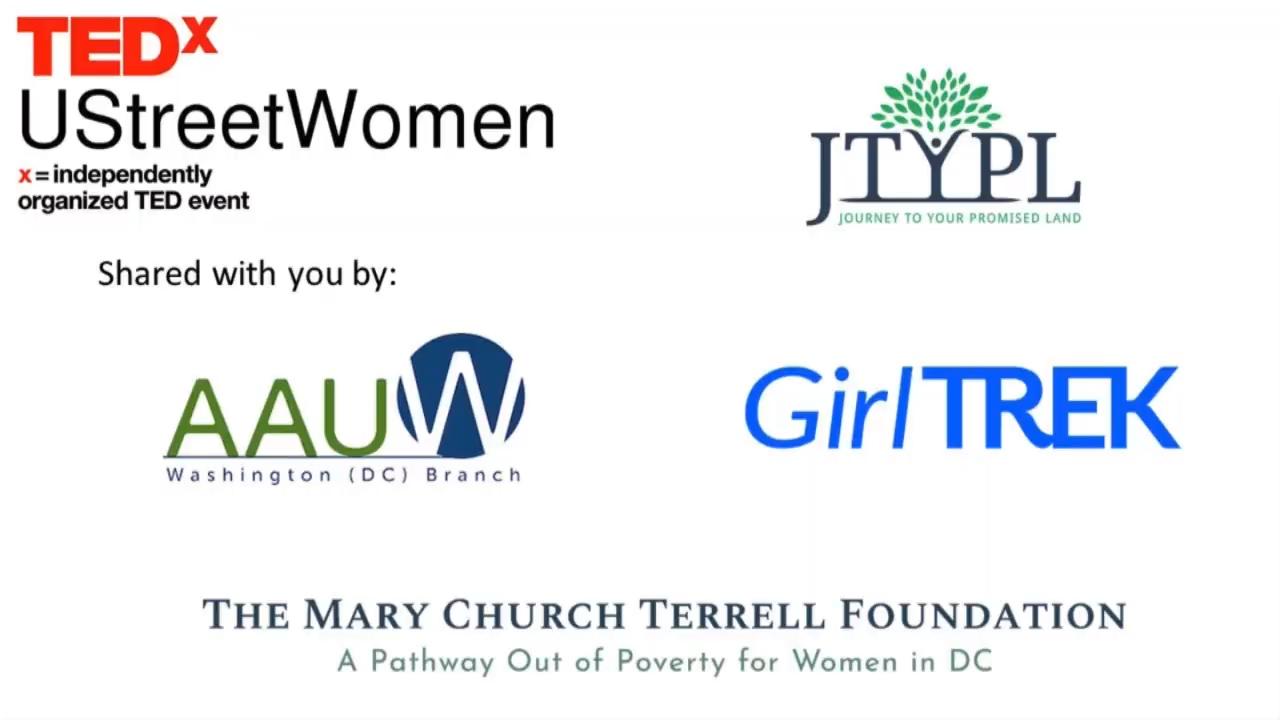 TEDx
UStreetWomen
x = independently
organized TED event
JTYPL
JOURNEY TO YOUR PROMISED LAND
Shared with you by:
AAUW
Washington (DC) Branch
GirlTREK
THE MARY CHURCH TERRELL FOUNDATION
A Pathway Out of Poverty for Women in DC